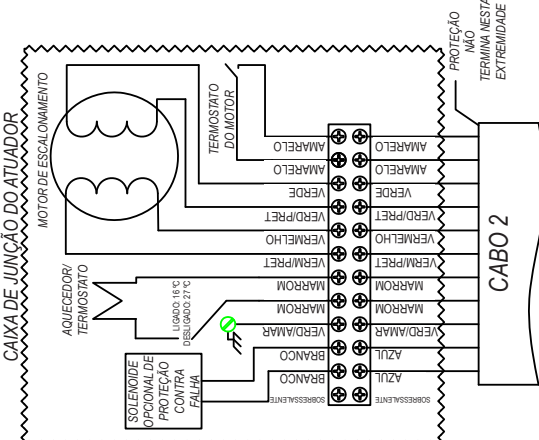 CAIXA DE JUNÇÃO DO ATUADOR
MOTOR DE ESCALONAMENTO
TERMOSTATO
DO MOTOR
AQUECEDOR/
TERMOSTATO
LIGADO: 16 °C
DESLIGADO: 27 °C
SOLENOIDE
OPCIONAL DE
PROTEÇÃO
CONTRA
FALHA
AMARELO
AMARELO
VERDE
VERD/PRET
VERMELHO
VERM/PRET
MARROM
MARROM
VERD/AMAR
BRANCO
BRANCO
SOBRESSALENTE
AMARELO
AMARELO
VERDE
VERD/PRET
VERMELHO
VERM/PRET
MARROM
MARROM
VERD/AMAR
AZUL
AZUL
SOBRESSALENTE
PROTEÇÃO
NÃO
TERMINA NESTA
EXTREMIDADE
CABO 2